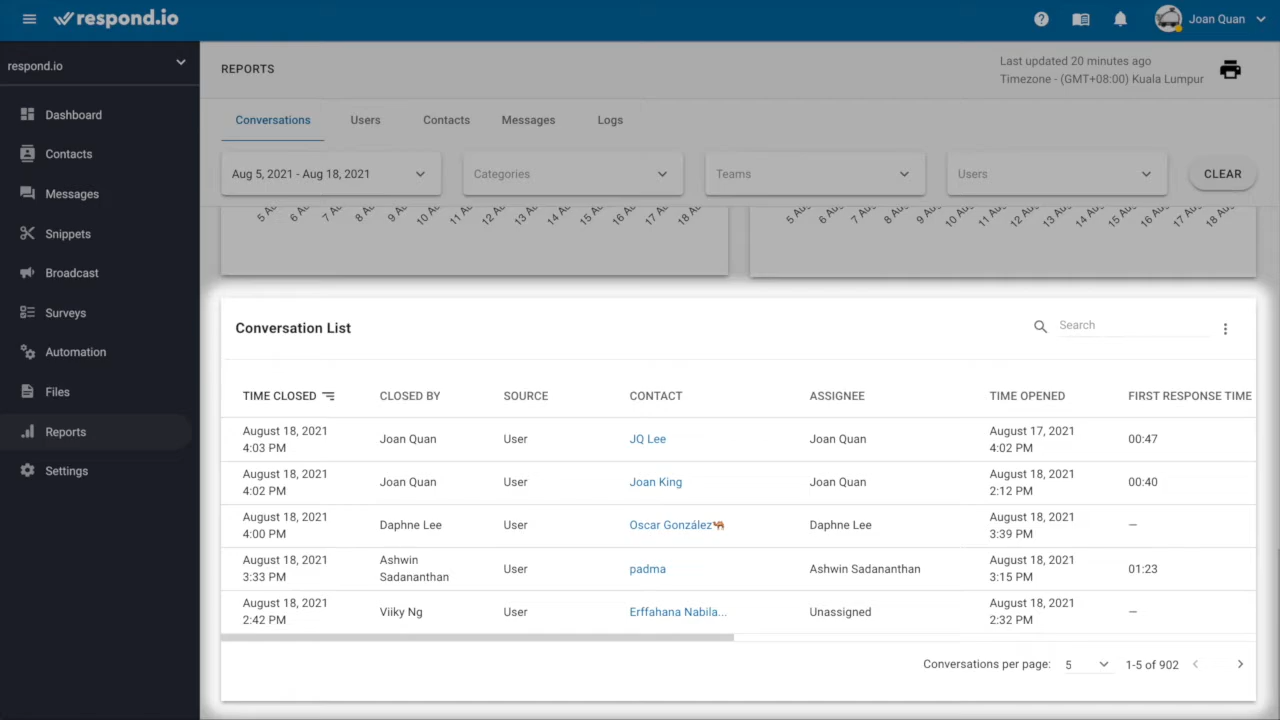 respond.io
Joan Quan
respond.io
Dashboard
Contacts
Messages
Snippets
Broadcast
Surveys
Automation
Files
Reports
Settings
REPORTS
Last updated 20 minutes ago
Timezone - (GMT+08:00) Kuala Lumpur
Conversations Users Contacts Messages Logs
Aug 5, 2021 - Aug 18, 2021 Categories Teams Users CLEAR
Conversation List
Search
TIME CLOSED CLOSED BY SOURCE CONTACT ASSIGNEE TIME OPENED FIRST RESPONSE TIME
August 18, 2021 August 17, 2021
4:03 PM Joan Quan User JQ Lee Joan Quan 4:02 PM 00:47
August 18, 2021 August 18, 2021
4:02 PM Joan Quan User Joan King Joan Quan 2:12 PM 00:40
August 18, 2021 August 18, 2021
4:00 PM Daphne Lee User Oscar González🐪 Daphne Lee 3:39 PM –
August 18, 2021 Ashwin August 18, 2021
3:33 PM Sadananthan User padma Ashwin Sadananthan 3:15 PM 01:23
August 18, 2021 August 18, 2021
2:42 PM Viiky Ng User Erffahana Nabila... Unassigned 2:32 PM –
Conversations per page: 5 1-5 of 902